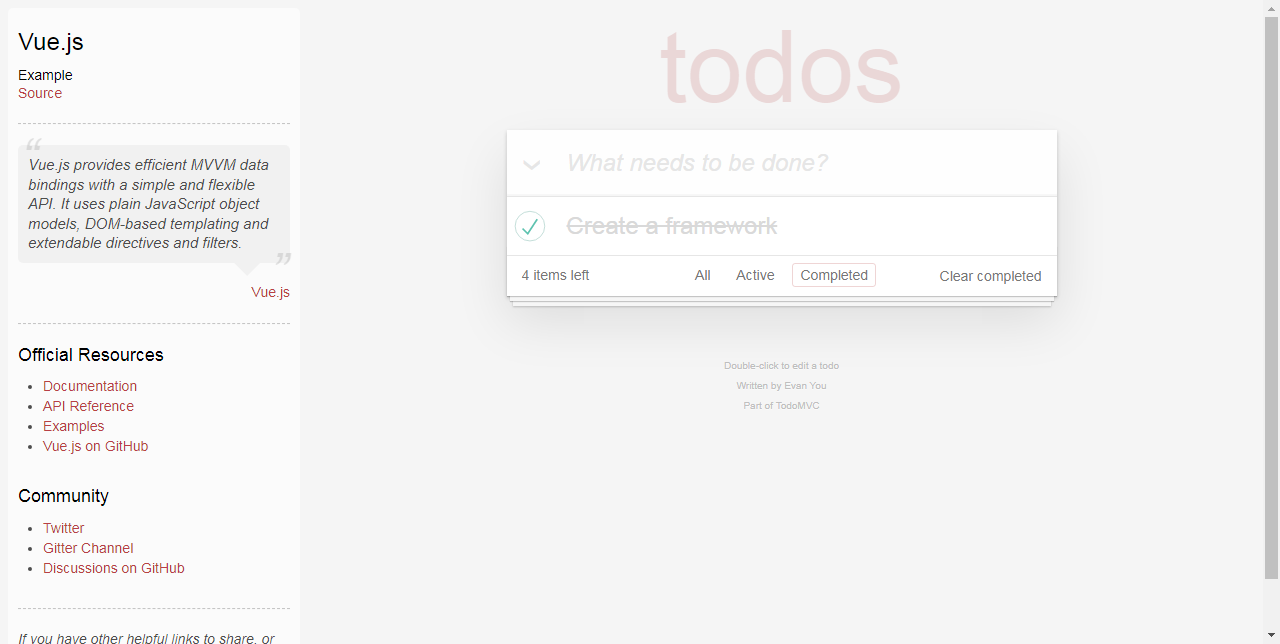 Vue.js
Example
Source
“
Vue.js provides efficient MVVM data
bindings with a simple and flexible
API. It uses plain JavaScript object
models, DOM-based templating and
extendable directives and filters.
”
Vue.js
Official Resources
Documentation
API Reference
Examples
Vue.js on GitHub
Community
Twitter
Gitter Channel
Discussions on GitHub
If you have other helpful links to share, or
todos
What needs to be done?
Create a framework
4 items left
All
Active
Completed
Clear completed
Double-click to edit a todo
Written by Evan You
Part of TodoMVC